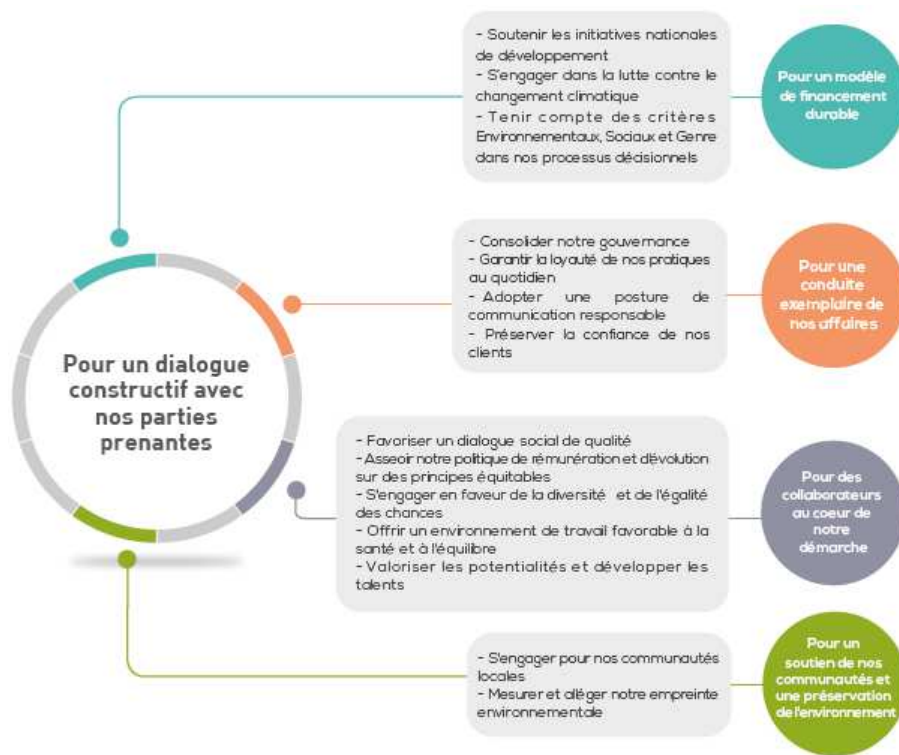 - Soutenir les initiatives nationales
de développement
- S'engager dans la lutte contre le
changement climatique
- Tenir compte des critères
Environnementaux, Sociaux et Genre
dans nos processus décisionnels
Pour un modèle
de financement
durable
- Consolider notre gouvernance
- Garantir la loyauté de nos pratiques
au quotidien
- Adopter une posture de
communication responsable
- Préserver la confiance de nos
clients
Pour une
conduite
exemplaire de
nos affaires
Pour un dialogue
constructif avec
nos parties
prenantes
- Favoriser un dialogue social de qualité
- Asseoir notre politique de rémunération et d'évolution
sur des principes équitables
- S'engager en faveur de la diversité et de l'égalité
des chances
- Offrir un environnement de travail favorable à la
santé et à l'équilibre
- Valoriser les potentialités et développer les
talents
Pour des
collaborateurs
au coeur de
notre
démarche
- S'engager pour nos communautés
locales
- Mesurer et alléger notre empreinte
environnementale
Pour un
soutien de nos
communautés et
une préservation
de l'environnement